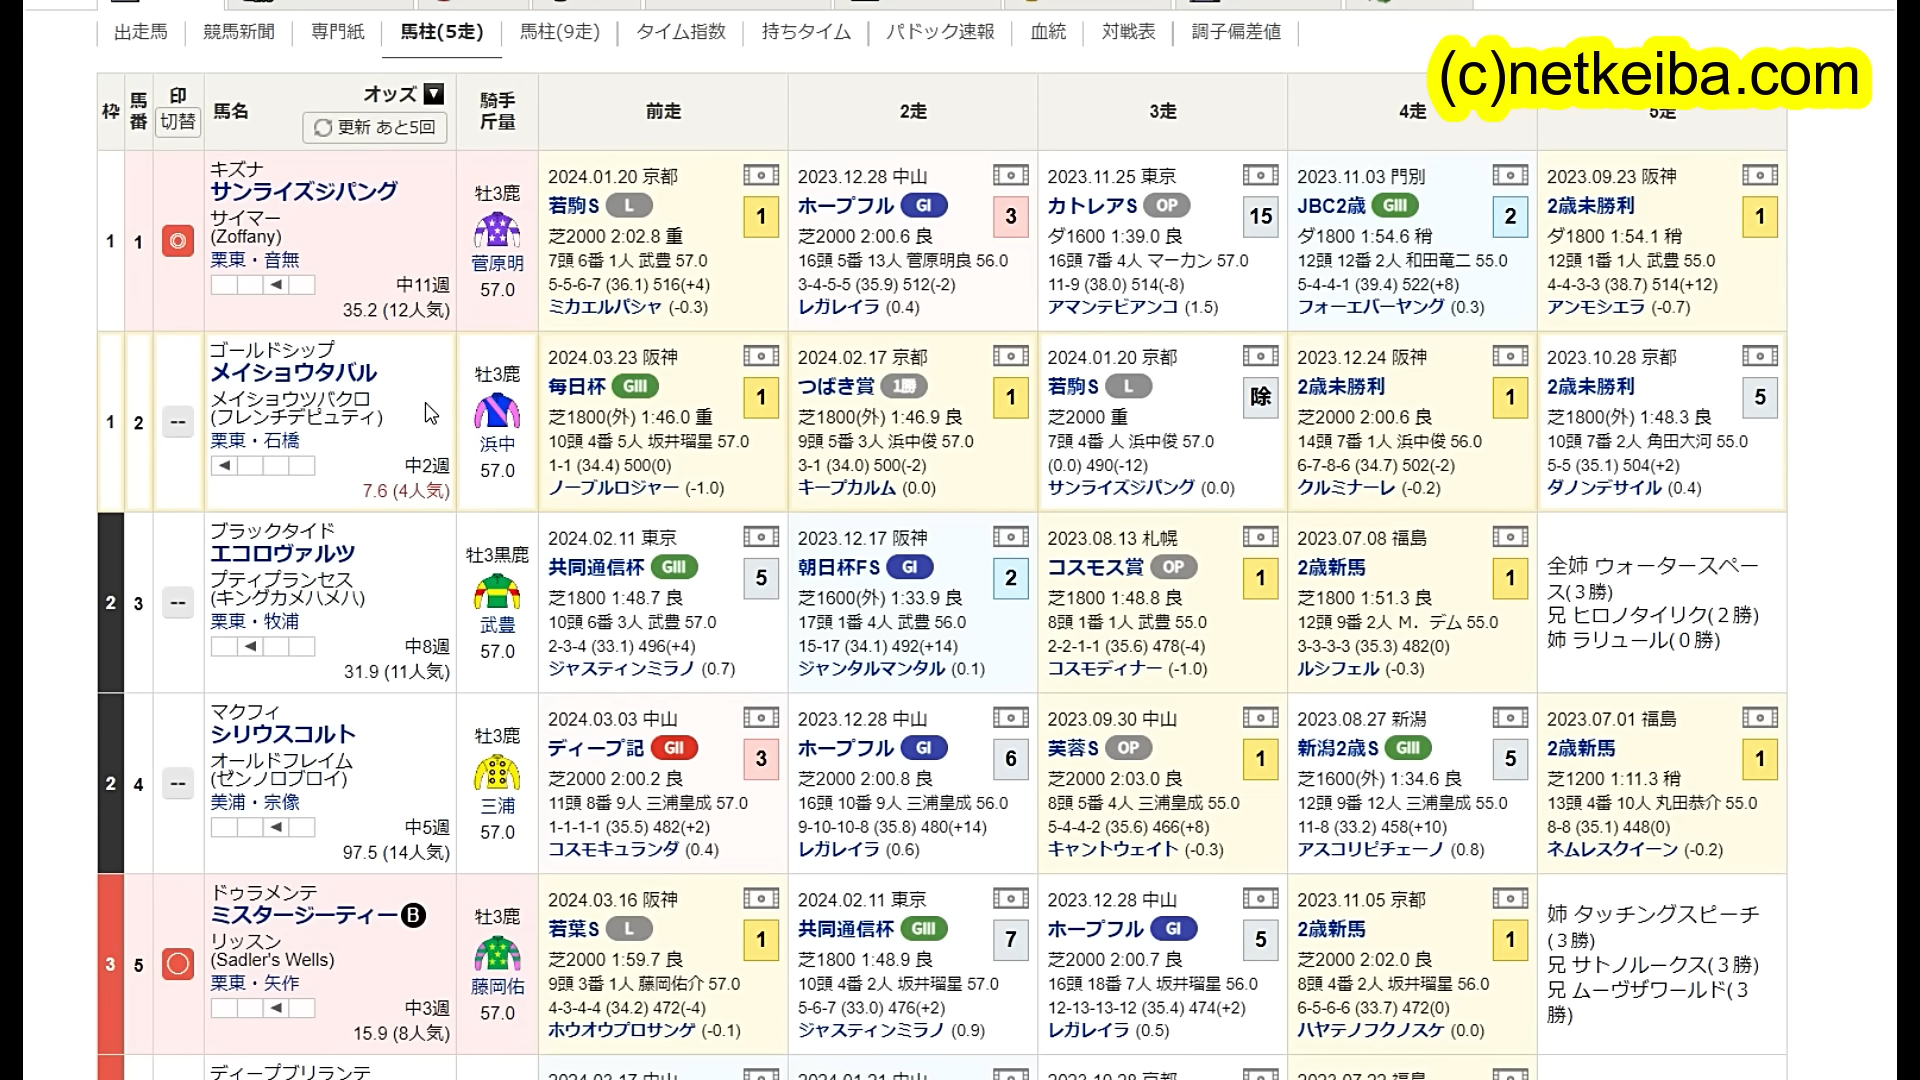 出走馬 競馬新聞 専門紙 馬柱(5走) 馬柱(9走) タイム指数 持ちタイム パドック速報 血統 対戦表 調子偏差値
(c)netkeiba.com
枠 馬番 印 切替 馬名 オッズ 更新 あと5回 騎手 斤量 前走 2走 3走 4走 5走
1 1 ◎
キズナ
サンライズジパング
サイマー
(Zoffany)
栗東・音無
中11週
35.2 (12人気)
牡3鹿
菅原明
57.0
2024.01.20 京都
若駒S L 1
芝2000 2:02.8 重
7頭 6番 1人 武豊 57.0
5-5-6-7 (36.1) 516(+4)
ミカエルパシャ (-0.3)
2023.12.28 中山
ホープフル GI 3
芝2000 2:00.6 良
16頭 5番 13人 菅原明良 56.0
3-4-5-5 (35.9) 512(-2)
レガレイラ (0.4)
2023.11.25 東京
カトレアS OP 15
ダ1600 1:39.0 良
16頭 7番 4人 マーカン 57.0
11-9 (38.0) 514(-8)
アマンテビアンコ (1.5)
2023.11.03 門別
JBC2歳 GIII 2
ダ1800 1:54.6 稍
12頭 12番 2人 和田竜二 55.0
5-4-4-1 (39.4) 522(+8)
フォーエバーヤング (0.3)
2023.09.23 阪神
2歳未勝利 1
ダ1800 1:54.1 稍
12頭 1番 1人 武豊 55.0
4-4-3-3 (38.7) 514(+12)
アンモシエラ (-0.7)
1 2 --
ゴールドシップ
メイショウタバル
メイショウツバクロ
(フレンチデピュティ)
栗東・石橋
中2週
7.6 (4人気)
牡3鹿
浜中
57.0
2024.03.23 阪神
毎日杯 GIII 1
芝1800(外) 1:46.0 重
10頭 4番 5人 坂井瑠星 57.0
1-1 (34.4) 500(0)
ノーブルロジャー (-1.0)
2024.02.17 京都
つばき賞 1勝 1
芝1800(外) 1:46.9 良
9頭 5番 3人 浜中俊 57.0
3-1 (34.0) 500(-2)
キープカルム (0.0)
2024.01.20 京都
若駒S L 除
芝2000 重
7頭 4番 人 浜中俊 57.0
(0.0) 490(-12)
サンライズジパング (0.0)
2023.12.24 阪神
2歳未勝利 1
芝2000 2:00.6 良
14頭 7番 1人 浜中俊 56.0
6-7-8-6 (34.7) 502(-2)
クルミナーレ (-0.2)
2023.10.28 京都
2歳未勝利 5
芝1800(外) 1:48.3 良
10頭 7番 2人 角田大河 55.0
5-5 (35.1) 504(+2)
ダノンデサイル (0.4)
2 3 --
ブラックタイド
エコロヴァルツ
プティプランセス
(キングカメハメハ)
栗東・牧浦
中8週
31.9 (11人気)
牡3黒鹿
武豊
57.0
2024.02.11 東京
共同通信杯 GIII 5
芝1800 1:48.7 良
10頭 6番 3人 武豊 57.0
2-3-4 (33.1) 496(+4)
ジャスティンミラノ (0.7)
2023.12.17 阪神
朝日杯FS GI 2
芝1600(外) 1:33.9 良
17頭 1番 4人 武豊 56.0
15-17 (34.1) 492(+14)
ジャンタルマンタル (0.1)
2023.08.13 札幌
コスモス賞 OP 1
芝1800 1:48.8 良
8頭 1番 1人 武豊 55.0
2-2-1-1 (35.6) 478(-4)
コスモディナー (-1.0)
2023.07.08 福島
2歳新馬 1
芝1800 1:51.3 良
12頭 9番 2人 M．デム 55.0
3-3-3-3 (35.3) 482(0)
ルシフェル (-0.3)
全姉 ウォータースペー
ス(３勝)
兄 ヒロノタイリク(２勝)
姉 ラリュール(０勝)
2 4 --
マクフィ
シリウスコルト
オールドフレイム
(ゼンノロブロイ)
美浦・宗像
中5週
97.5 (14人気)
牡3鹿
三浦
57.0
2024.03.03 中山
ディープ記 GII 3
芝2000 2:00.2 良
11頭 8番 9人 三浦皇成 57.0
1-1-1-1 (35.5) 482(+2)
コスモキュランダ (0.4)
2023.12.28 中山
ホープフル GI 6
芝2000 2:00.8 良
16頭 10番 9人 三浦皇成 56.0
9-10-10-8 (35.8) 480(+14)
レガレイラ (0.6)
2023.09.30 中山
芙蓉S OP 1
芝2000 2:03.0 良
8頭 5番 4人 三浦皇成 55.0
5-4-4-2 (35.6) 466(+8)
キャントウェイト (-0.3)
2023.08.27 新潟
新潟2歳S GIII 5
芝1600(外) 1:34.6 良
12頭 9番 12人 三浦皇成 55.0
11-8 (33.2) 458(+10)
アスコリピチェーノ (0.8)
2023.07.01 福島
2歳新馬 1
芝1200 1:11.3 稍
13頭 4番 10人 丸田恭介 55.0
8-8 (35.1) 448(0)
ネムレスクイーン (-0.2)
3 5 ○
ドゥラメンテ
ミスタージーティー B
リッスン
(Sadler's Wells)
栗東・矢作
中3週
15.9 (8人気)
牡3鹿
藤岡佑
57.0
2024.03.16 阪神
若葉S L 1
芝2000 1:59.7 良
9頭 3番 1人 藤岡佑介 57.0
4-3-4-4 (34.2) 472(-4)
ホウオウプロサンゲ (-0.1)
2024.02.11 東京
共同通信杯 GIII 7
芝1800 1:48.9 良
10頭 4番 2人 坂井瑠星 57.0
5-6-7 (33.0) 476(+2)
ジャスティンミラノ (0.9)
2023.12.28 中山
ホープフル GI 5
芝2000 2:00.7 良
16頭 18番 7人 坂井瑠星 56.0
12-13-13-12 (35.4) 474(+2)
レガレイラ (0.5)
2023.11.05 京都
2歳新馬 1
芝2000 2:02.0 良
8頭 4番 2人 坂井瑠星 56.0
6-5-6-6 (33.7) 472(0)
ハヤテノフクノスケ (0.0)
姉 タッチングスピーチ
(３勝)
兄 サトノルークス(３勝)
兄 ムーヴザワールド(３
勝)
ディープブリランテ
2024.03.17 中山
2024.01.21 中山
2023.10.28 京都
2023.07.22 福島